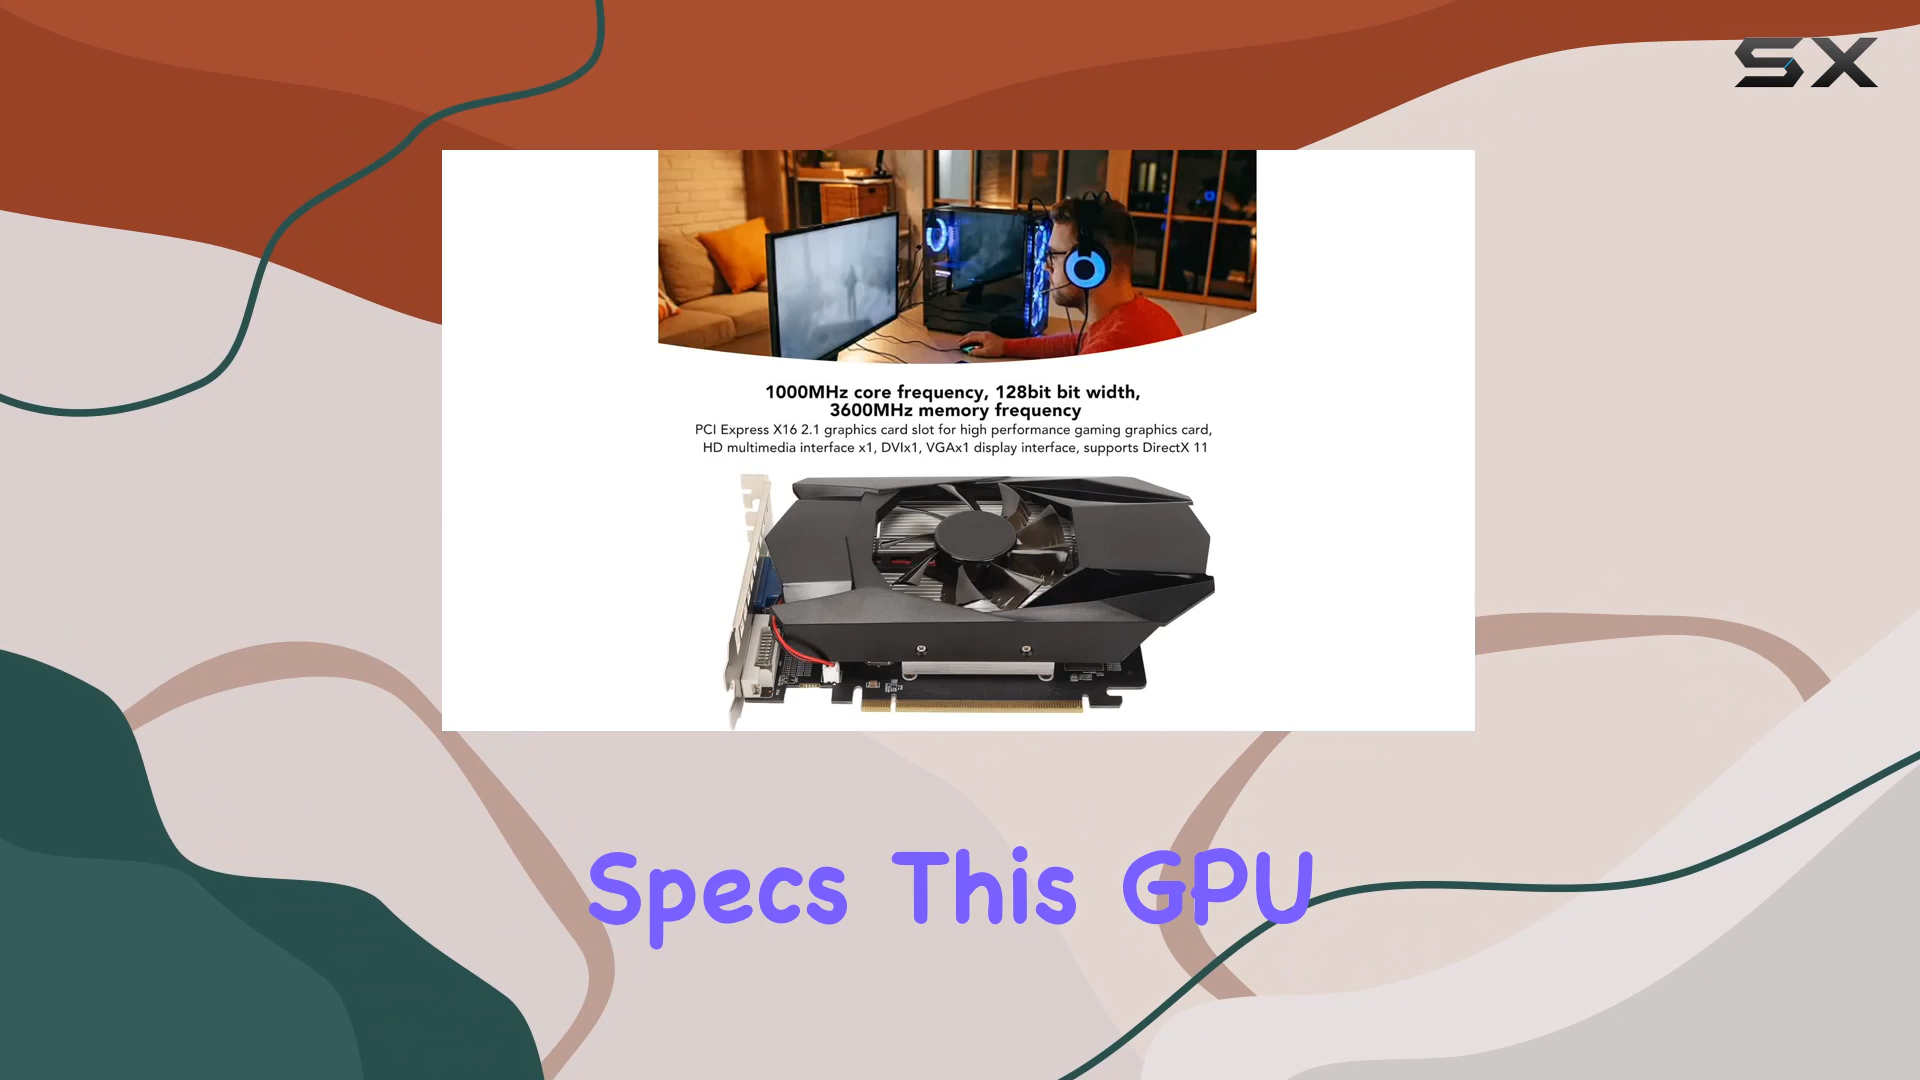 SX
1000MHz core frequency, 128bit bit width,
3600MHz memory frequency
PCI Express X16 2.1 graphics card slot for high performance gaming graphics card,
HD multimedia interface x1, DVIx1, VGAx1 display interface, supports DirectX 11
Specs This GPU